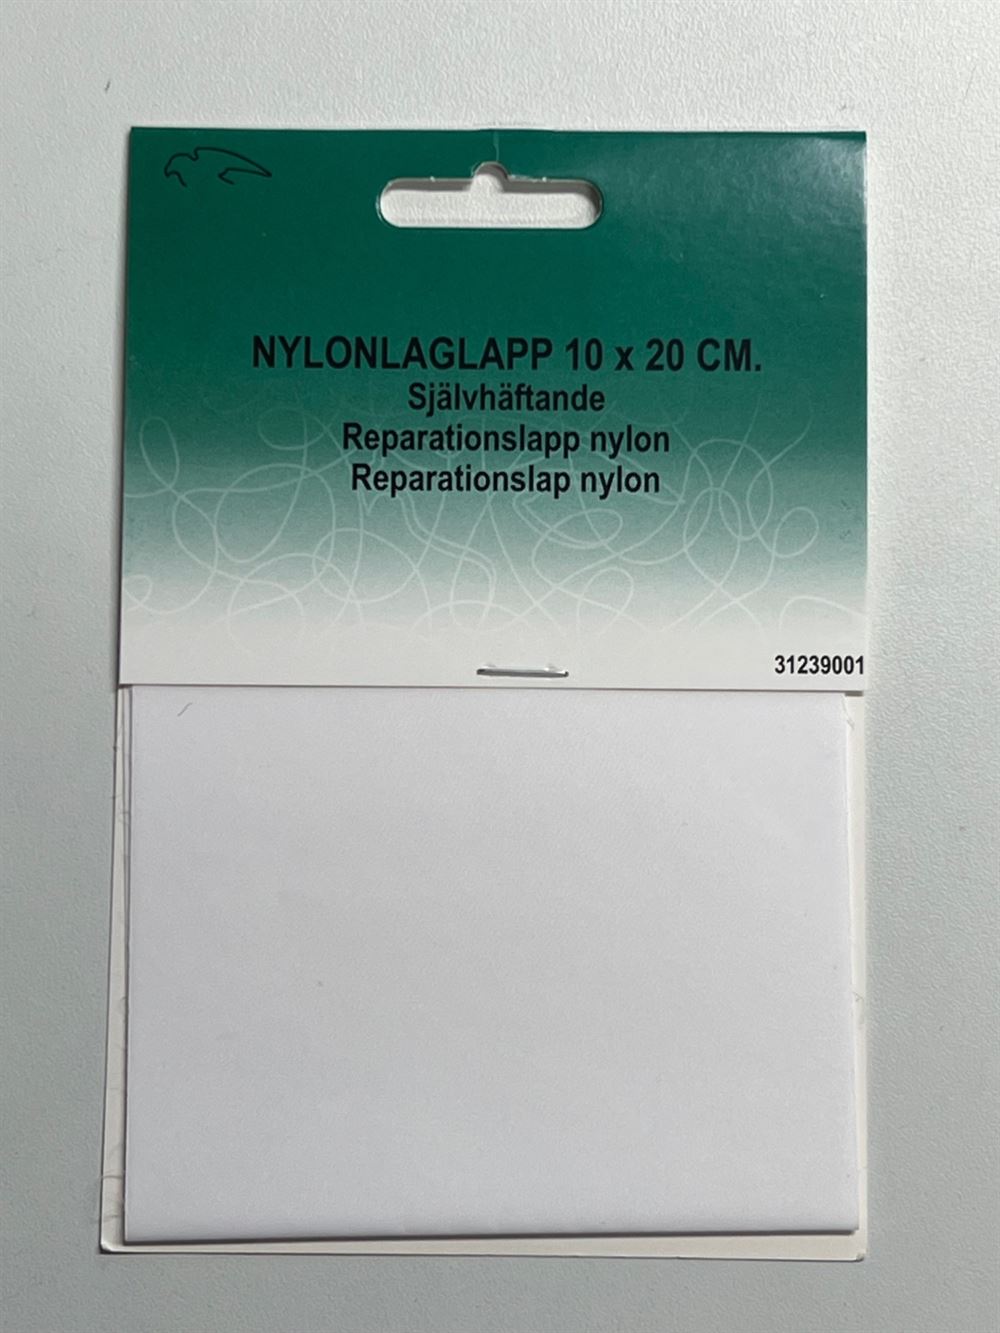 NYLONLAGLAPP 10 x 20 CM.
Självhäftande
Reparationslapp nylon
Reparationslap nylon
31239001